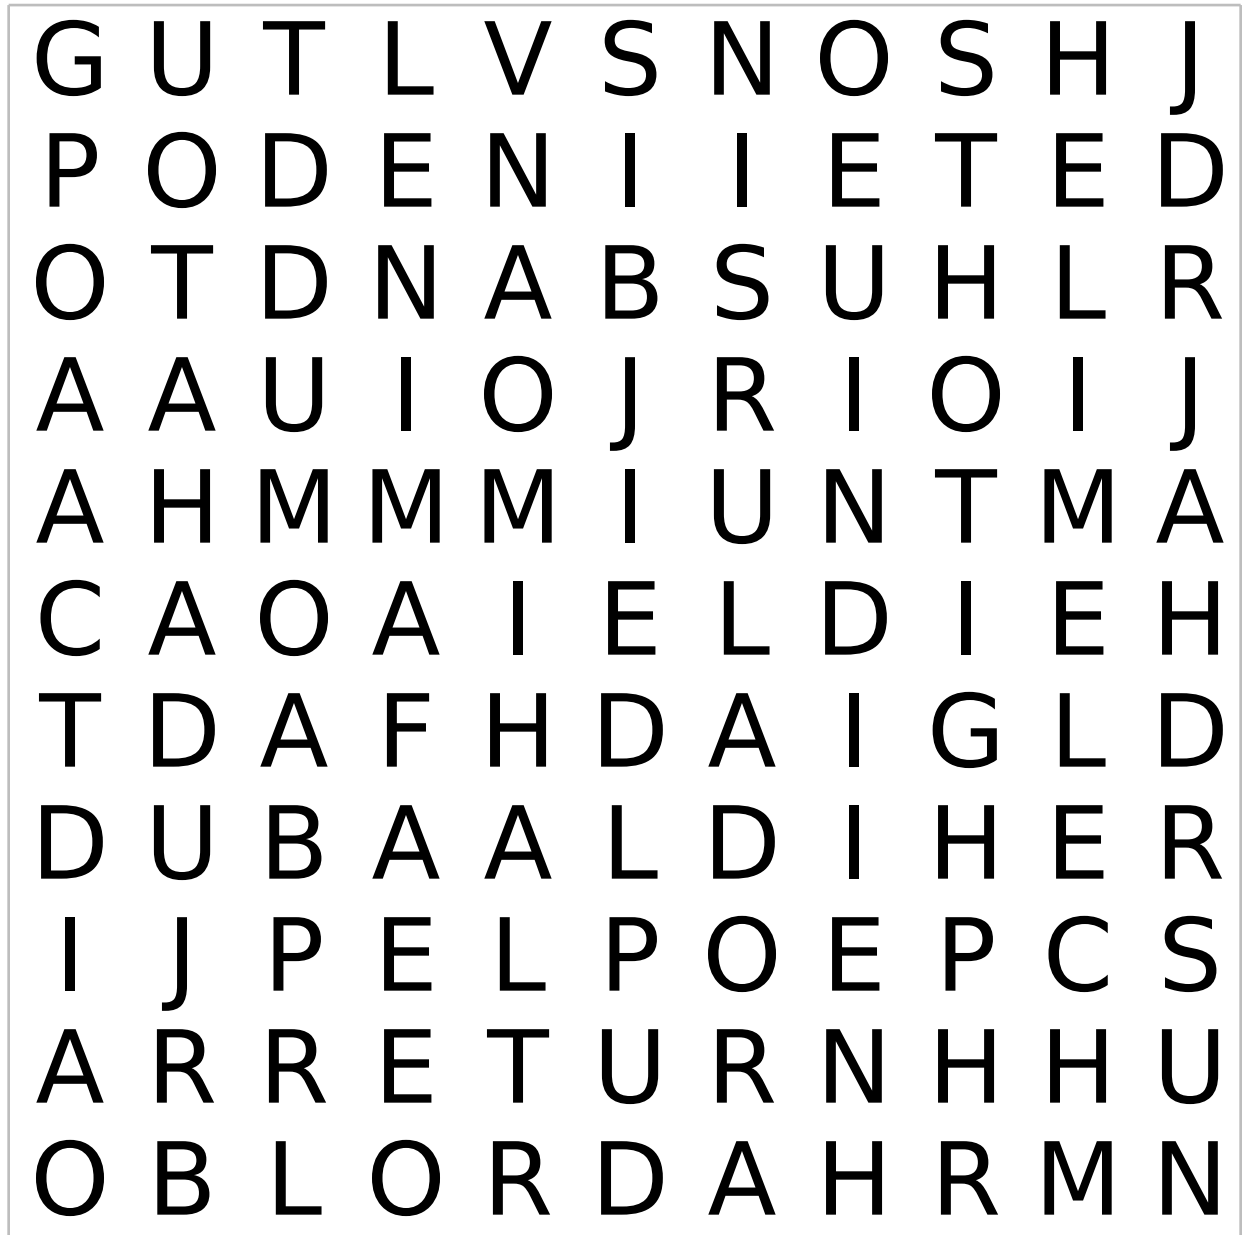 G U T L V S N O S H J
P O D E N I I E T E D
O T D N A B S U H L R
A A U I O J R I O I J
A H M M M I U N T M A
C A O A I E L D I E H
T D A F H D A I G L D
D U B A A L D I H E R
I J P E L P O E P C S
A R R E T U R N H H U
O B L O R D A H R M N